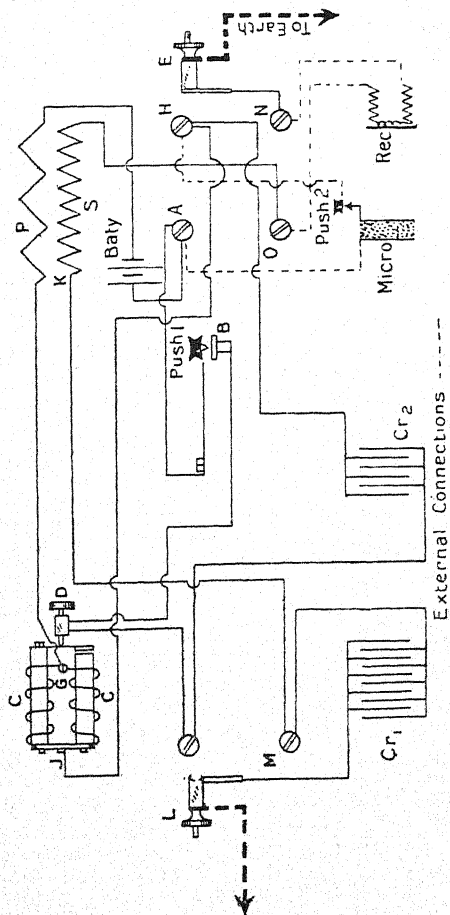 To Earth
E
H
N
Rec
P
S
K
Baty
A
O
Push 2
Micro
Push 1
B
D
C
G
C
J
Cr2
L
M
Cr1
External Connections -----